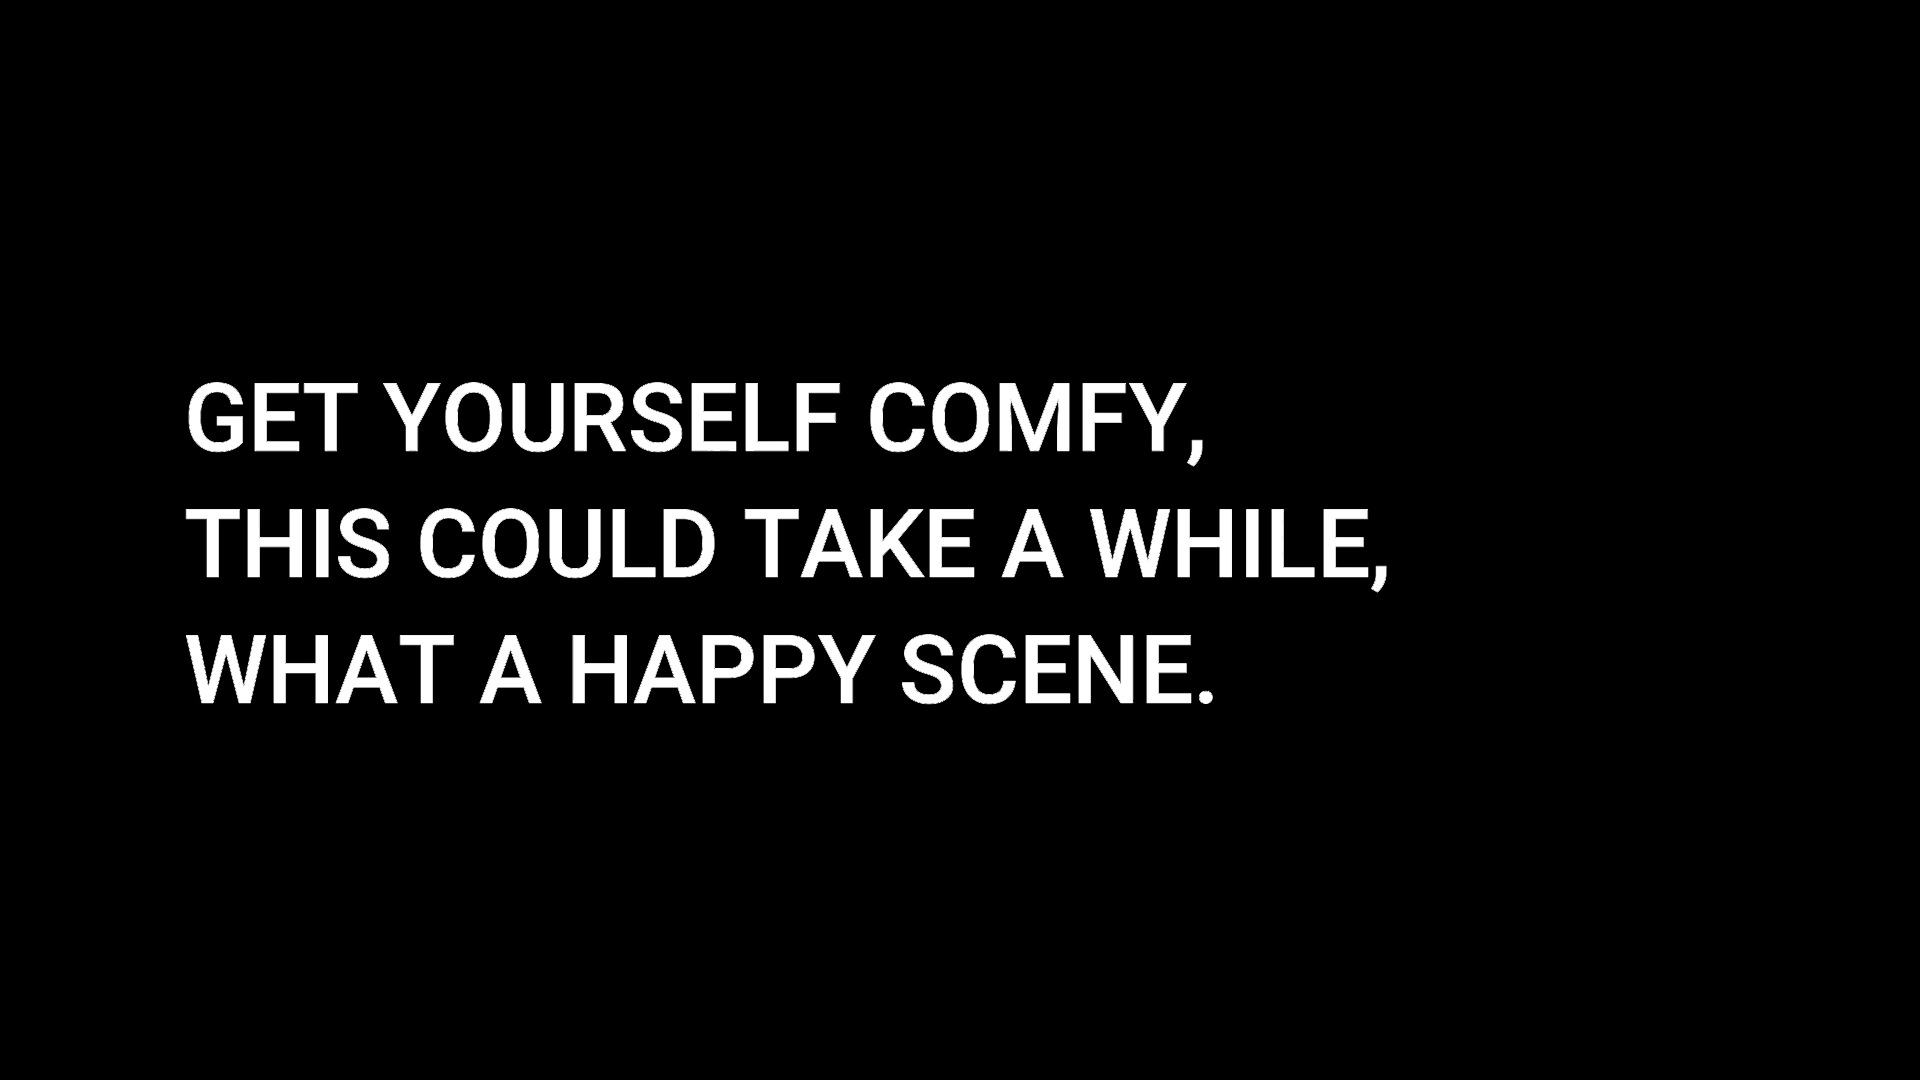 GET YOURSELF COMFY,
THIS COULD TAKE A WHILE,
WHAT A HAPPY SCENE.